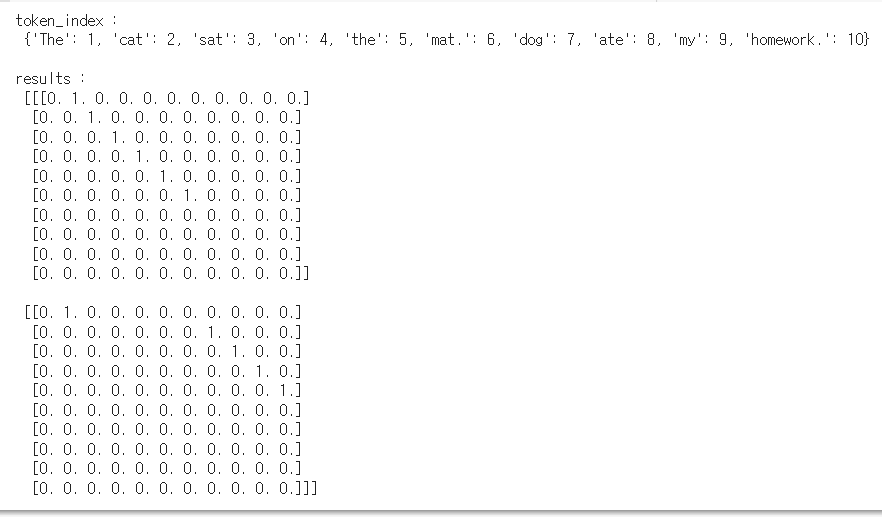 token_index :
{'The': 1, 'cat': 2, 'sat': 3, 'on': 4, 'the': 5, 'mat.': 6, 'dog': 7, 'ate': 8, 'my': 9, 'homework.': 10}
results :
[[[0. 1. 0. 0. 0. 0. 0. 0. 0. 0. 0.]
[0. 0. 1. 0. 0. 0. 0. 0. 0. 0. 0.]
[0. 0. 0. 1. 0. 0. 0. 0. 0. 0. 0.]
[0. 0. 0. 0. 1. 0. 0. 0. 0. 0. 0.]
[0. 0. 0. 0. 0. 1. 0. 0. 0. 0. 0.]
[0. 0. 0. 0. 0. 0. 1. 0. 0. 0. 0.]
[0. 0. 0. 0. 0. 0. 0. 0. 0. 0. 0.]
[0. 0. 0. 0. 0. 0. 0. 0. 0. 0. 0.]
[0. 0. 0. 0. 0. 0. 0. 0. 0. 0. 0.]
[0. 0. 0. 0. 0. 0. 0. 0. 0. 0. 0.]]
[[0. 1. 0. 0. 0. 0. 0. 0. 0. 0. 0.]
[0. 0. 0. 0. 0. 0. 0. 1. 0. 0. 0.]
[0. 0. 0. 0. 0. 0. 0. 0. 1. 0. 0.]
[0. 0. 0. 0. 0. 0. 0. 0. 0. 1. 0.]
[0. 0. 0. 0. 0. 0. 0. 0. 0. 0. 1.]
[0. 0. 0. 0. 0. 0. 0. 0. 0. 0. 0.]
[0. 0. 0. 0. 0. 0. 0. 0. 0. 0. 0.]
[0. 0. 0. 0. 0. 0. 0. 0. 0. 0. 0.]
[0. 0. 0. 0. 0. 0. 0. 0. 0. 0. 0.]
[0. 0. 0. 0. 0. 0. 0. 0. 0. 0. 0.]]]